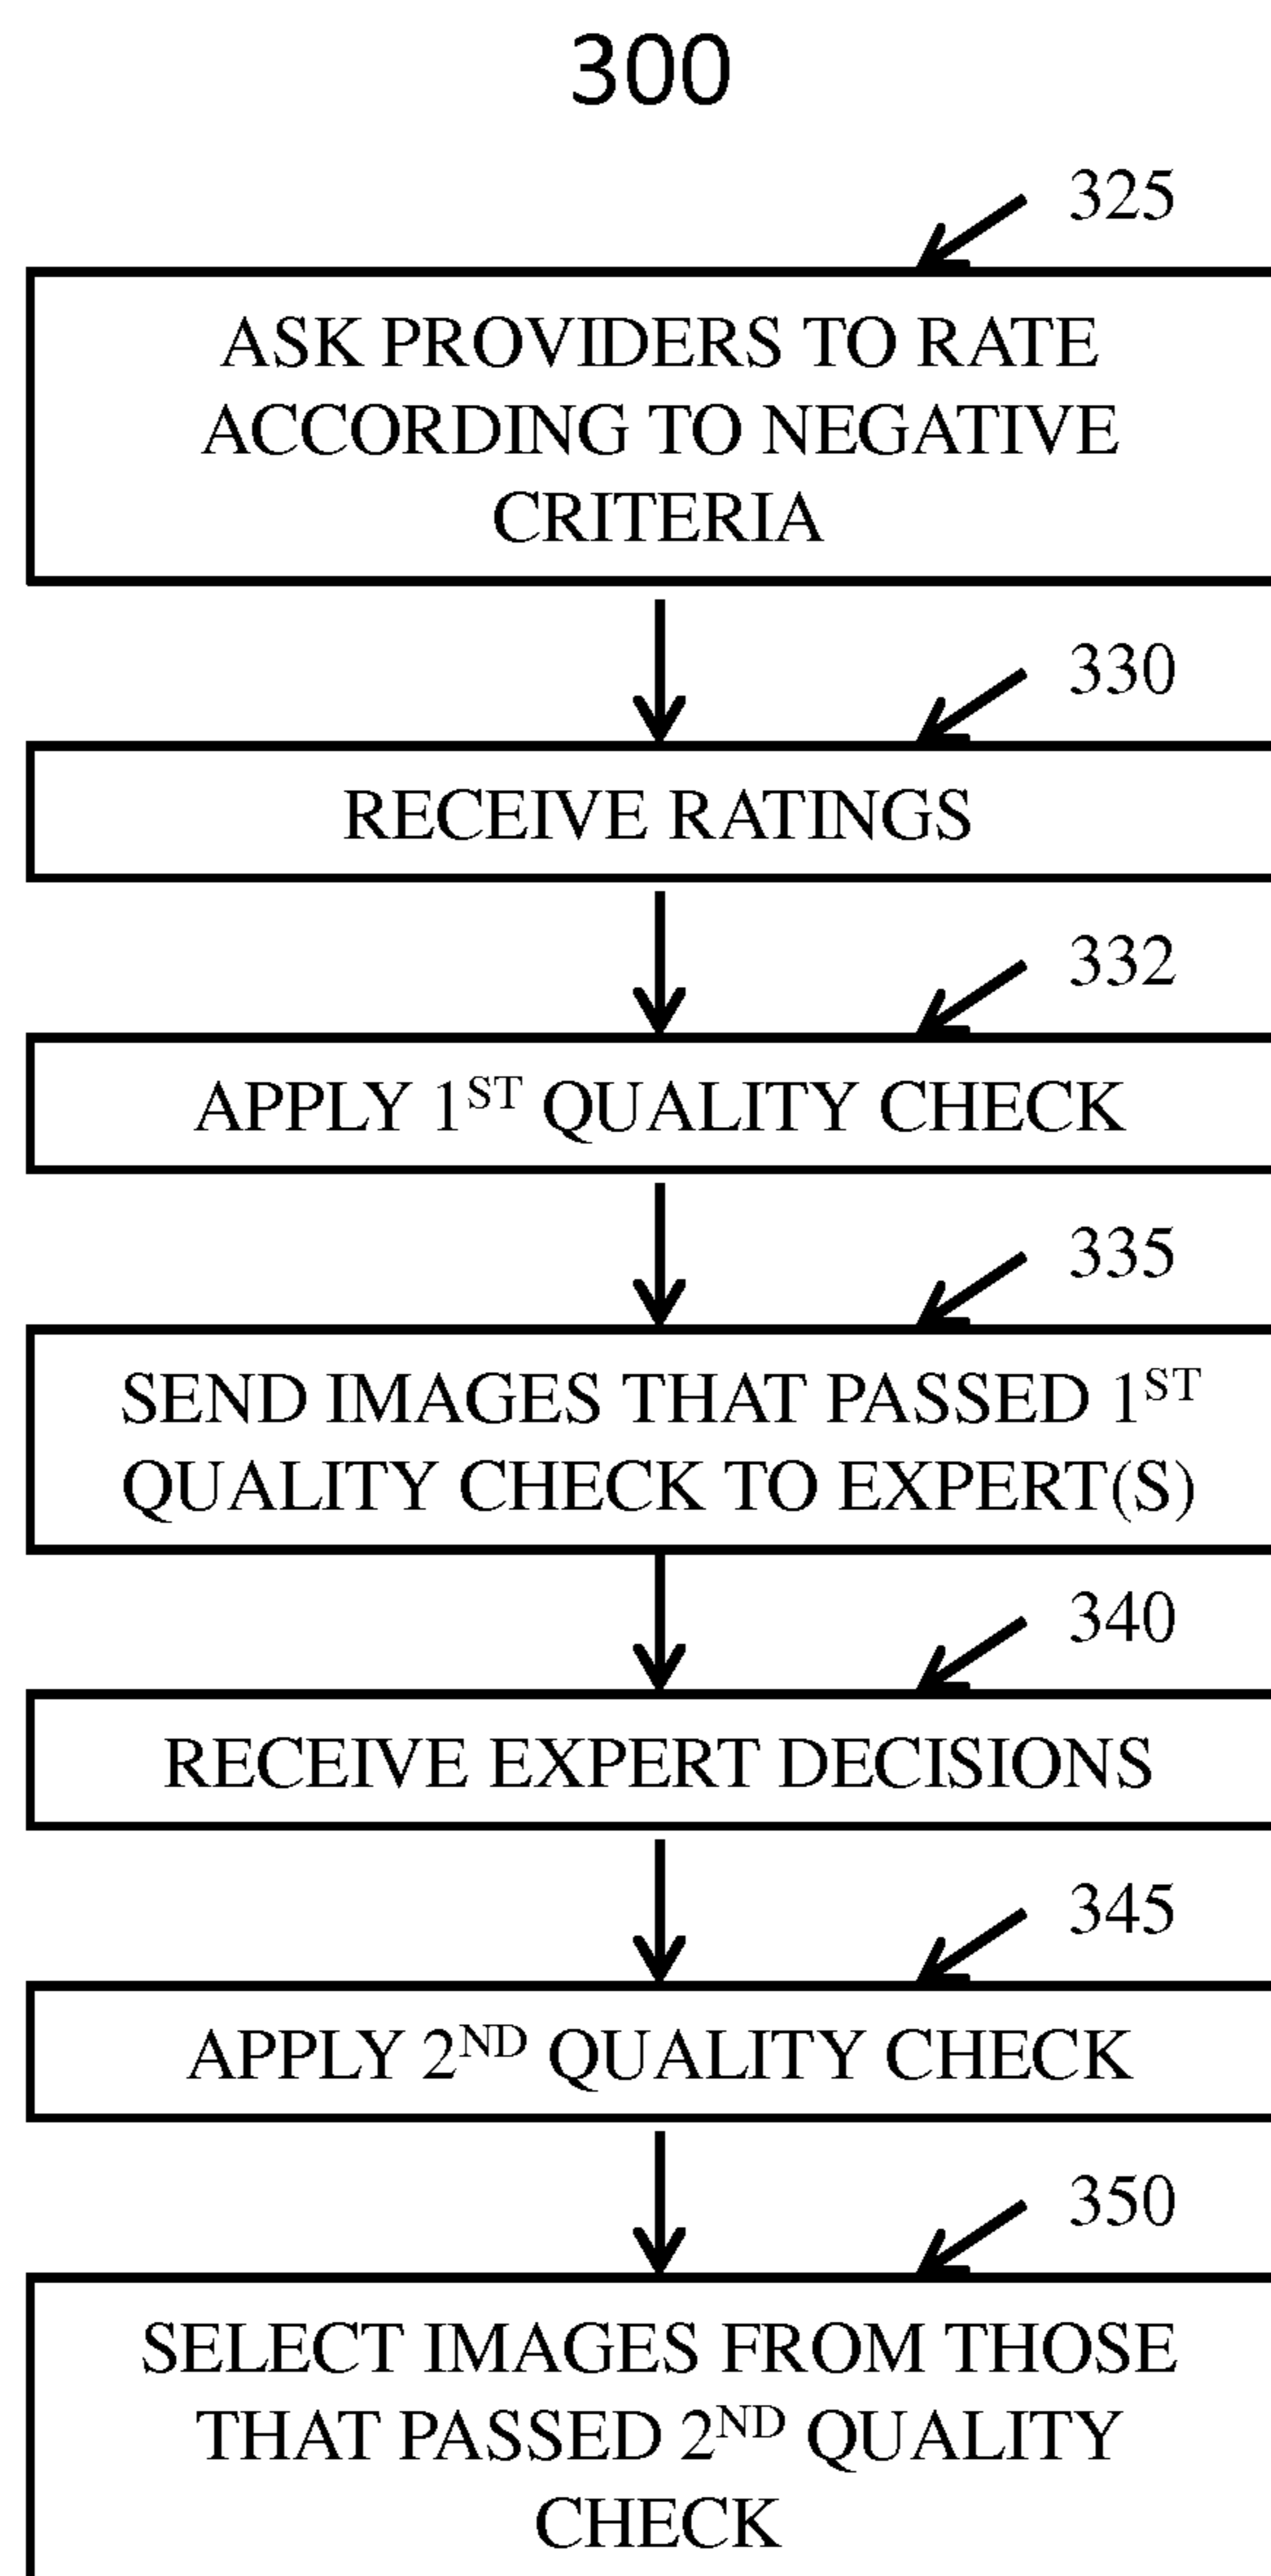 300
325
ASK PROVIDERS TO RATE
ACCORDING TO NEGATIVE
CRITERIA
330
RECEIVE RATINGS
332
APPLY 1ST QUALITY CHECK
335
SEND IMAGES THAT PASSED 1ST
QUALITY CHECK TO EXPERT(S)
340
RECEIVE EXPERT DECISIONS
345
APPLY 2ND QUALITY CHECK
350
SELECT IMAGES FROM THOSE
THAT PASSED 2ND QUALITY
CHECK